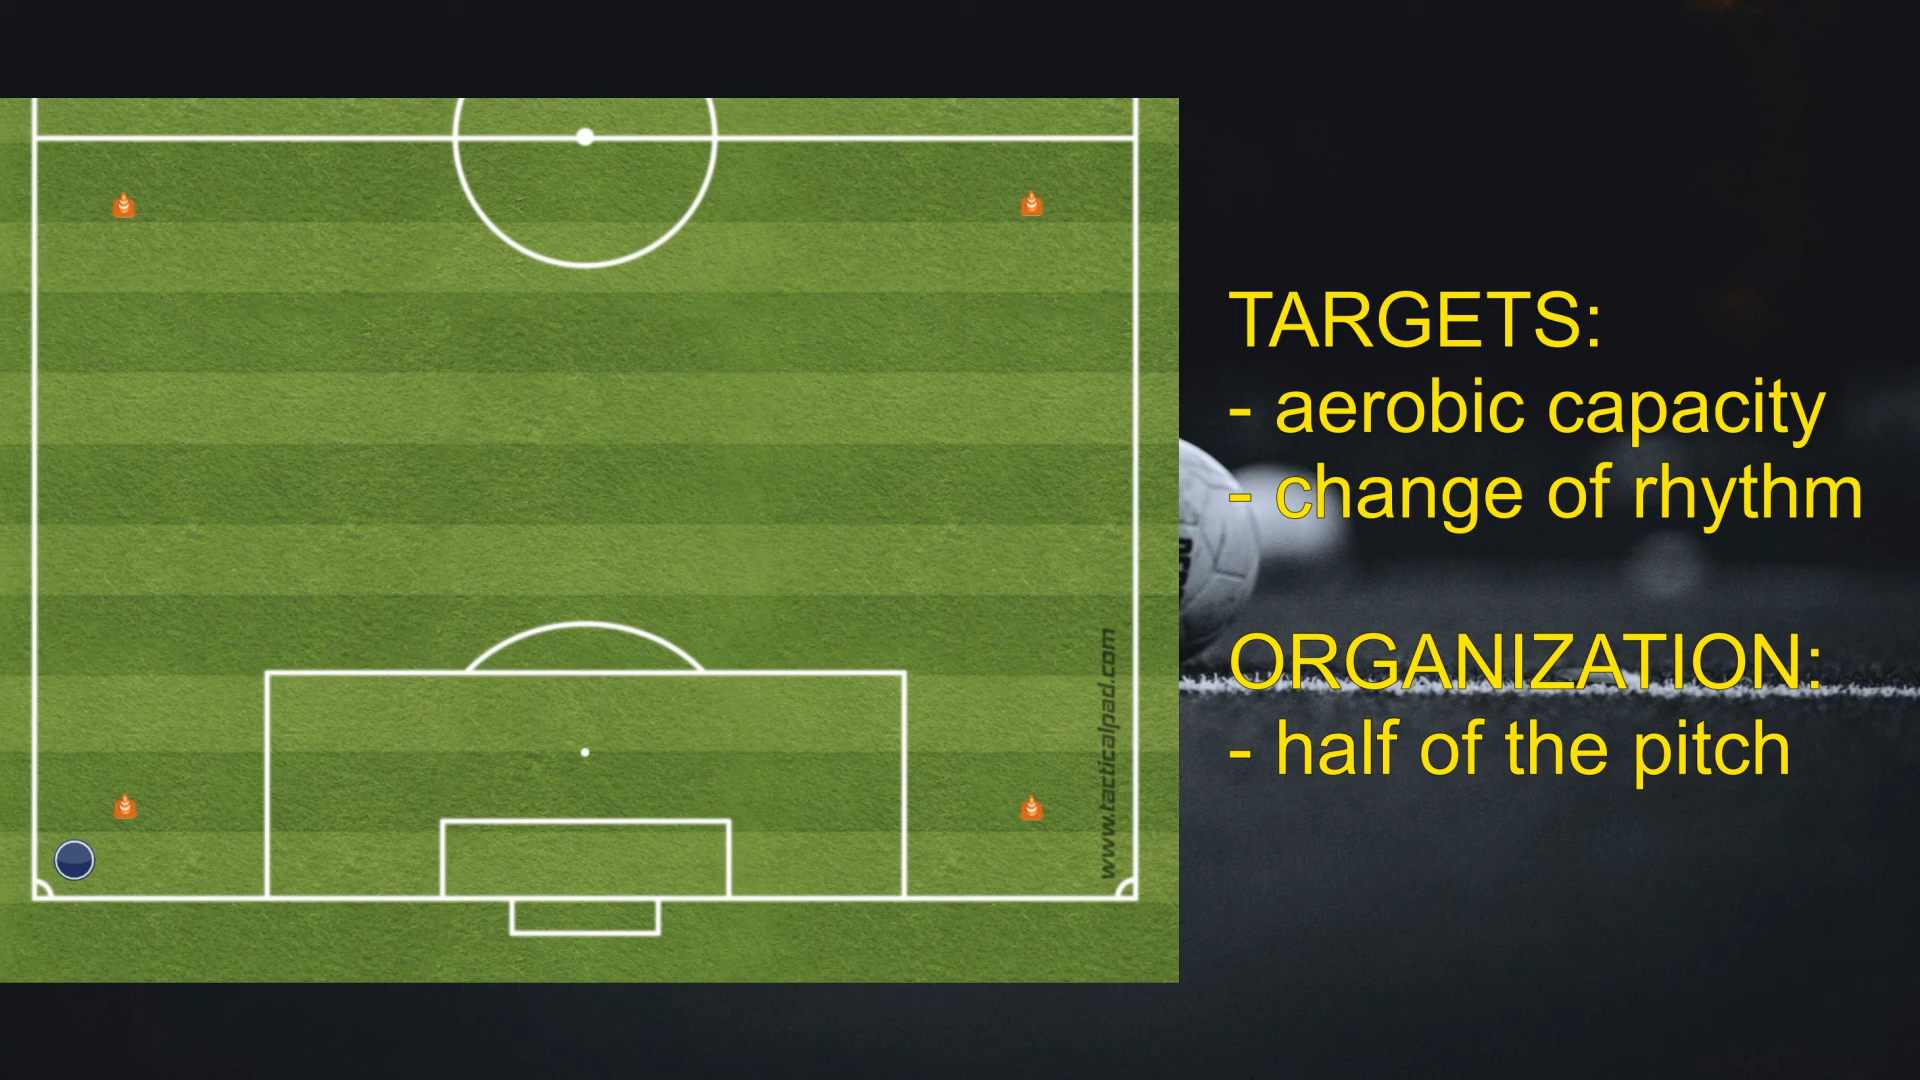 TARGETS:
- aerobic capacity
- change of rhythm
ORGANIZATION:
- half of the pitch
www.tacticalpad.com